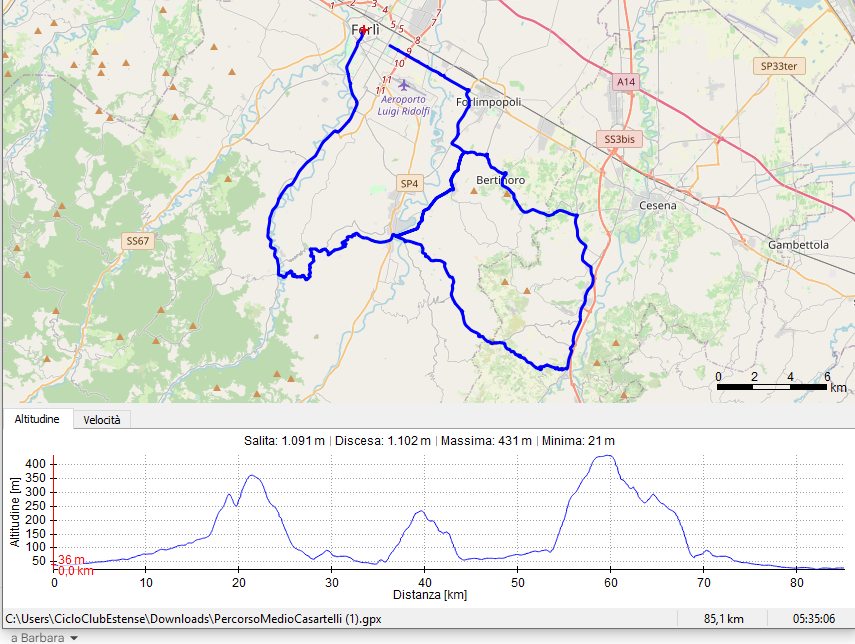 Forlì
1
3
4
5
5
7
7
8
9
10
11
11
Aeroporto
Luigi Ridolfi
Forlimpopoli
A14
SP33ter
SS3bis
SP4
Bertinoro
Cesena
SS67
Gambettola
0 2 4 6
km
Altitudine Velocità
Salita: 1.091 m | Discesa: 1.102 m | Massima: 431 m | Minima: 21 m
Altitudine [m]
400
350
300
250
200
150
100
50
36 m
0,0 km
0 10 20 30 40 50 60 70 80
Distanza [km]
C:\Users\CicloClubEstense\Downloads\PercorsoMedioCasartelli (1).gpx 85,1 km 05:35:06
a Barbara